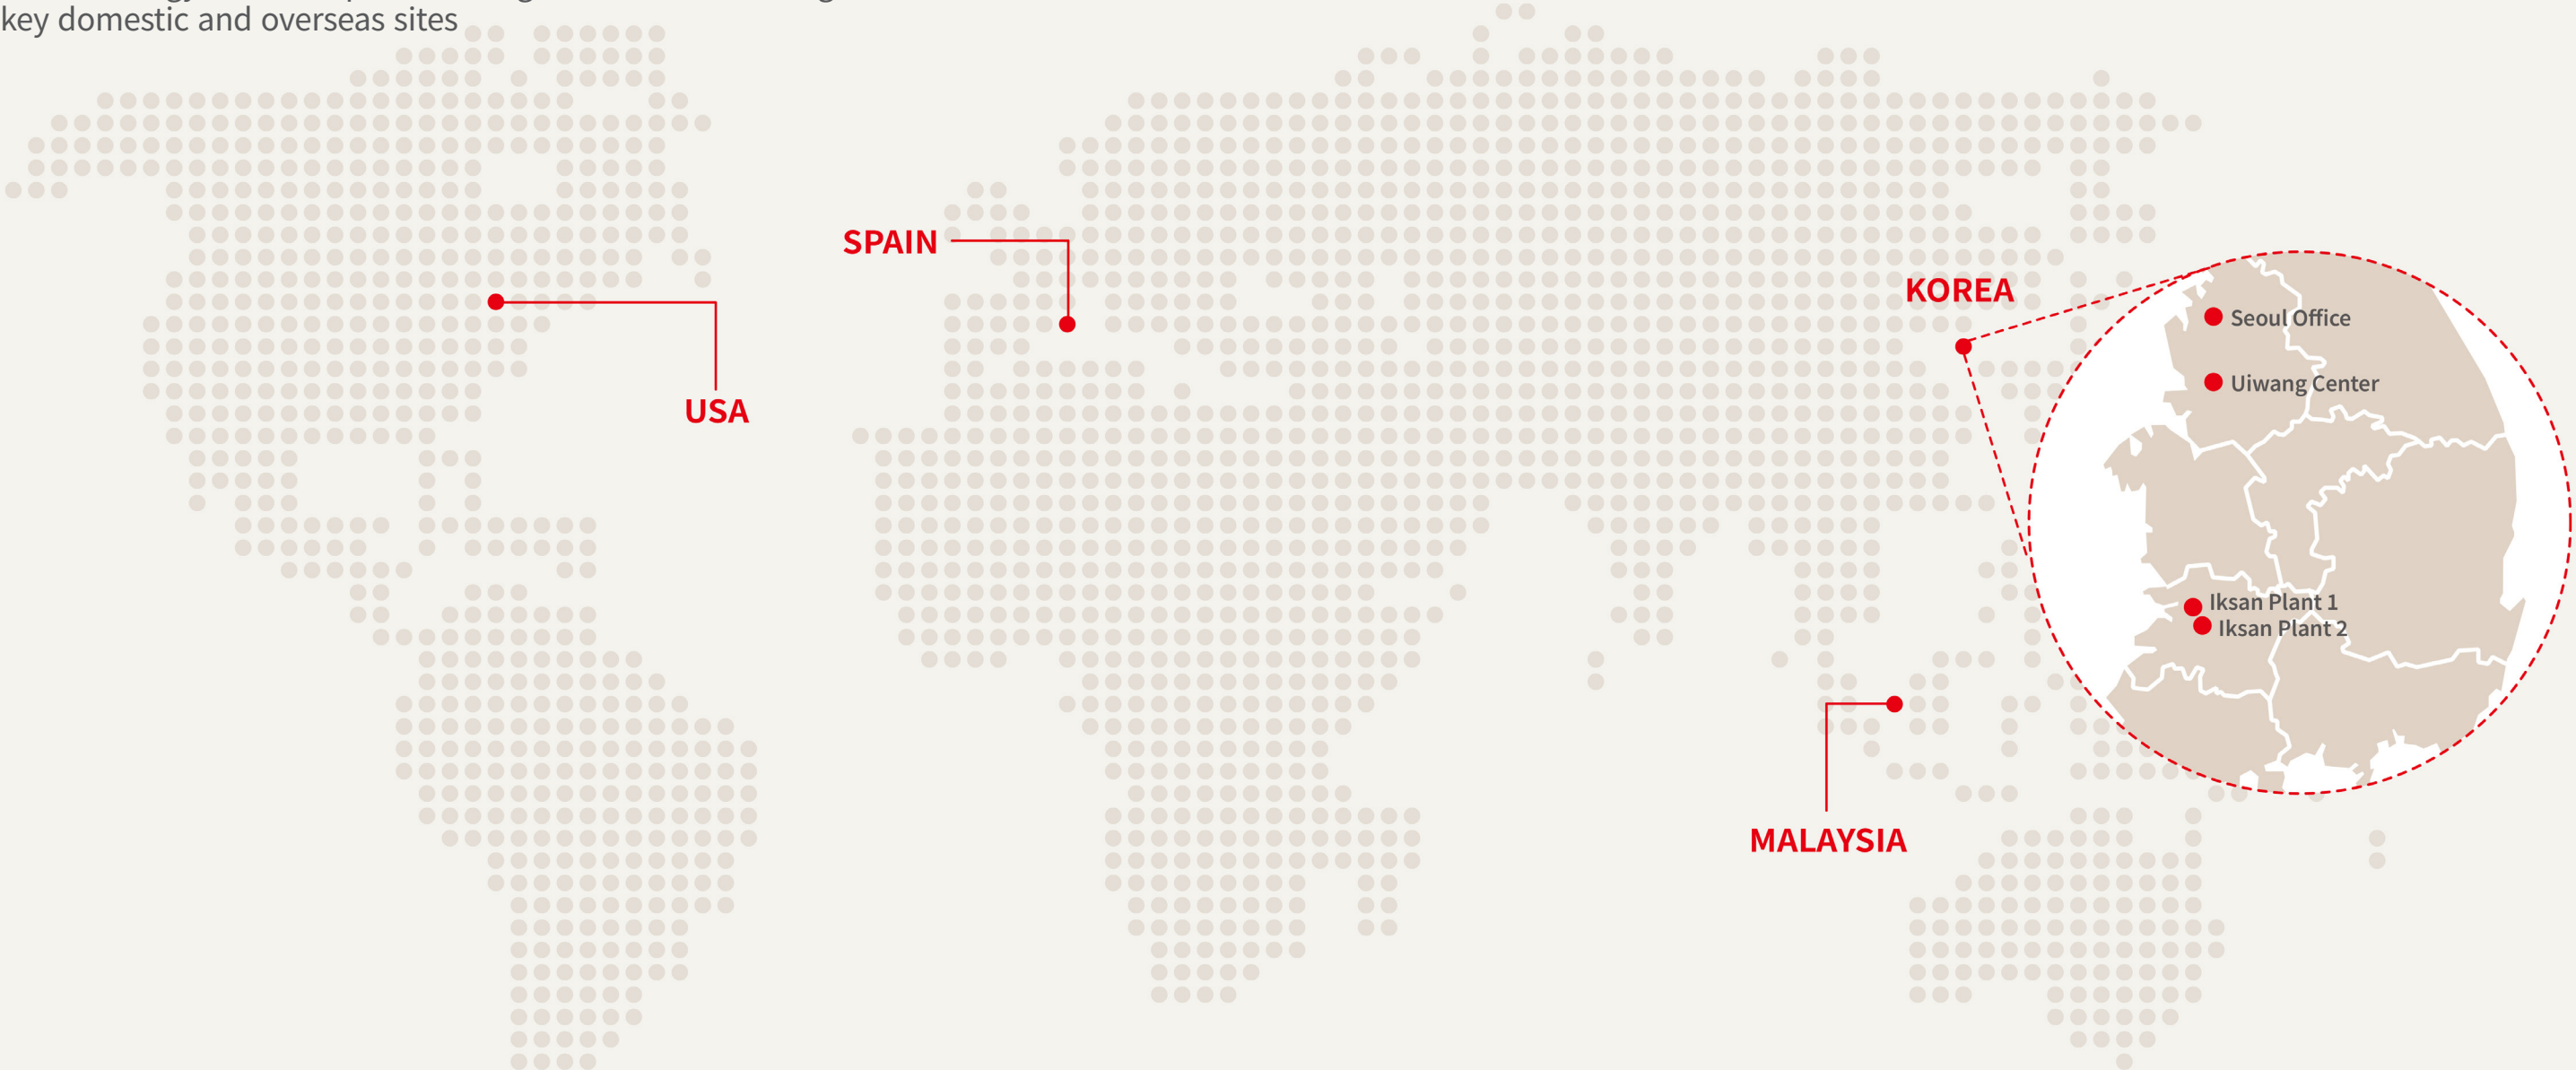 key domestic and overseas sites
SPAIN
KOREA
Seoul Office
Uiwang Center
USA
Iksan Plant 1
Iksan Plant 2
MALAYSIA